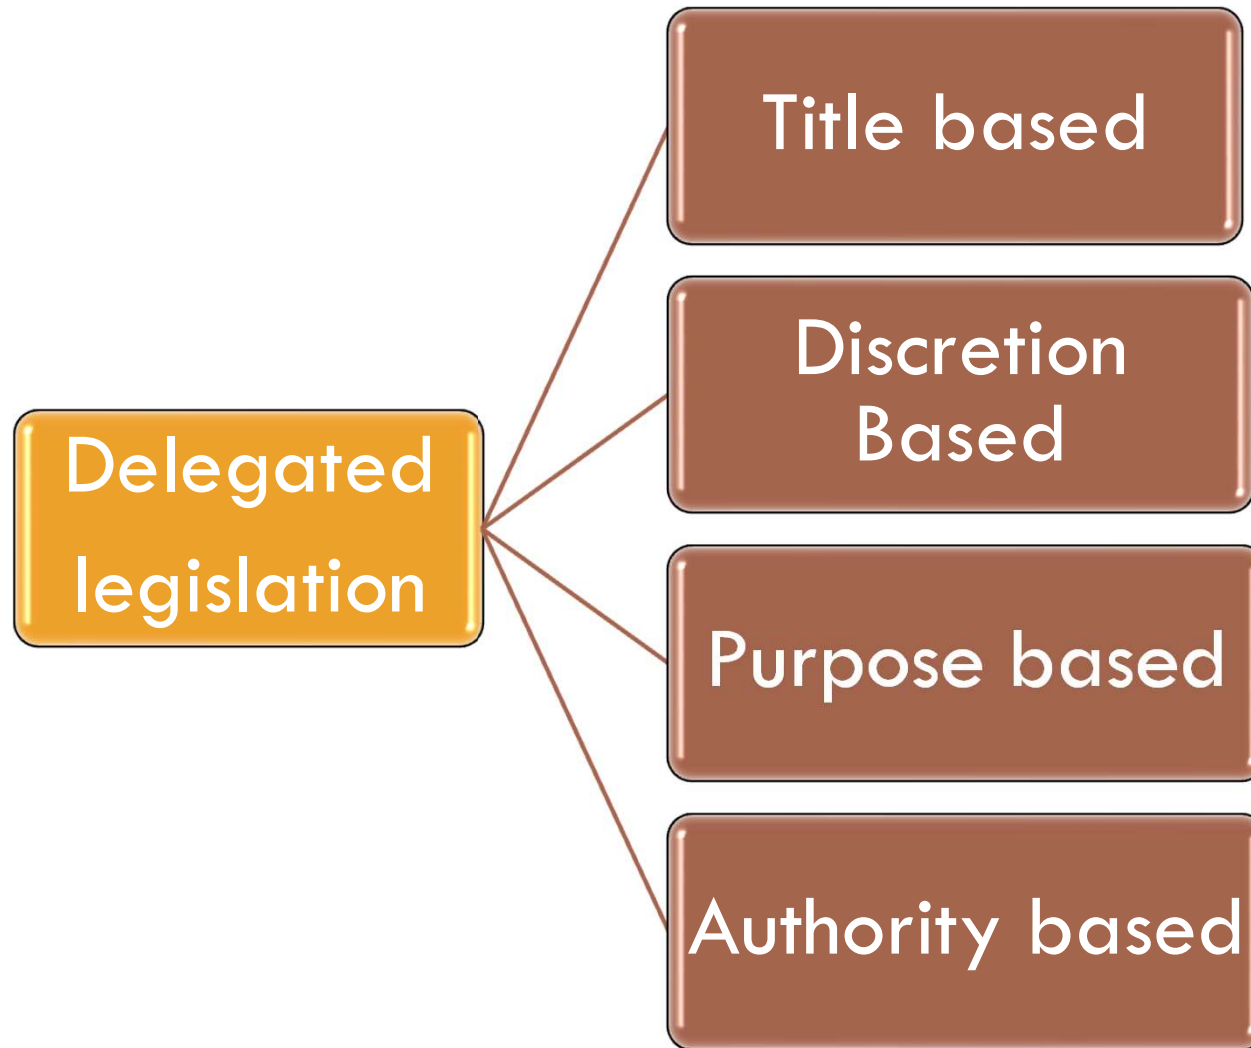 Title based
Discretion
Based
Delegated
legislation
Purpose based
Authority based